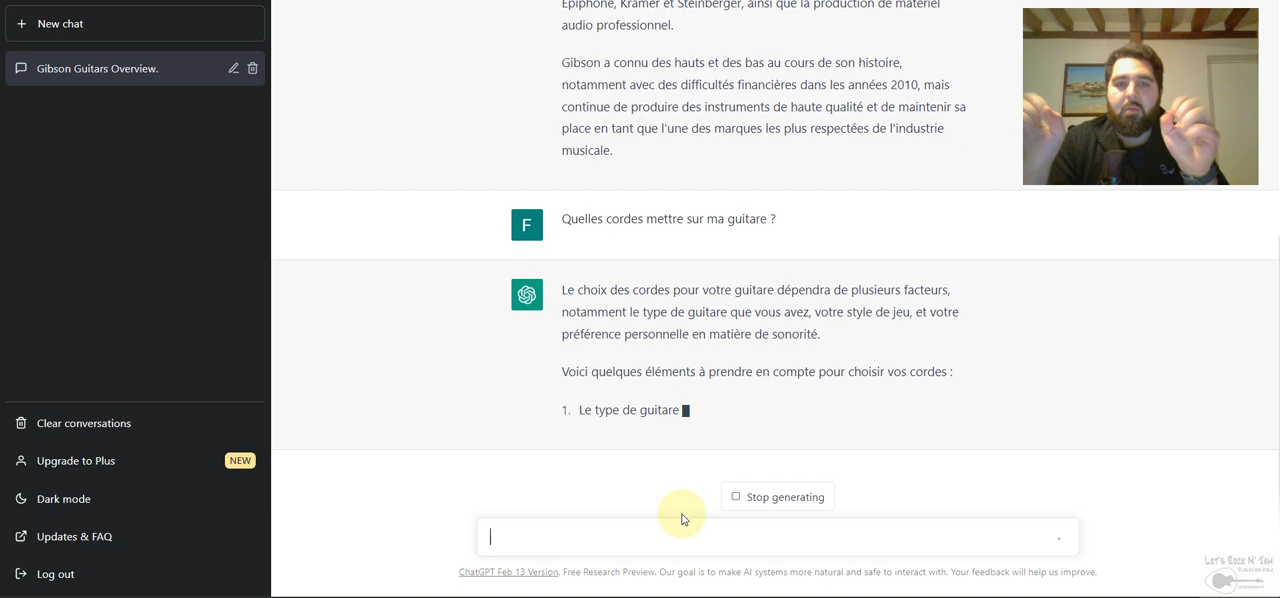 New chat
Gibson Guitars Overview.
Epiphone, Kramer et Steinberger, ainsi que la production de matériel
audio professionnel.
Gibson a connu des hauts et des bas au cours de son histoire,
notamment avec des difficultés financières dans les années 2010, mais
continue de produire des instruments de haute qualité et de maintenir sa
place en tant que l'une des marques les plus respectées de l'industrie
musicale.
F
Quelles cordes mettre sur ma guitare ?
Le choix des cordes pour votre guitare dépendra de plusieurs facteurs,
notamment le type de guitare que vous avez, votre style de jeu, et votre
préférence personnelle en matière de sonorité.
Voici quelques éléments à prendre en compte pour choisir vos cordes :
1. Le type de guitare
Clear conversations
Upgrade to Plus NEW
Dark mode
Updates & FAQ
Log out
Stop generating
ChatGPT Feb 13 Version. Free Research Preview. Our goal is to make AI systems more natural and safe to interact with. Your feedback will help us improve.
Let's Rock N' Jam